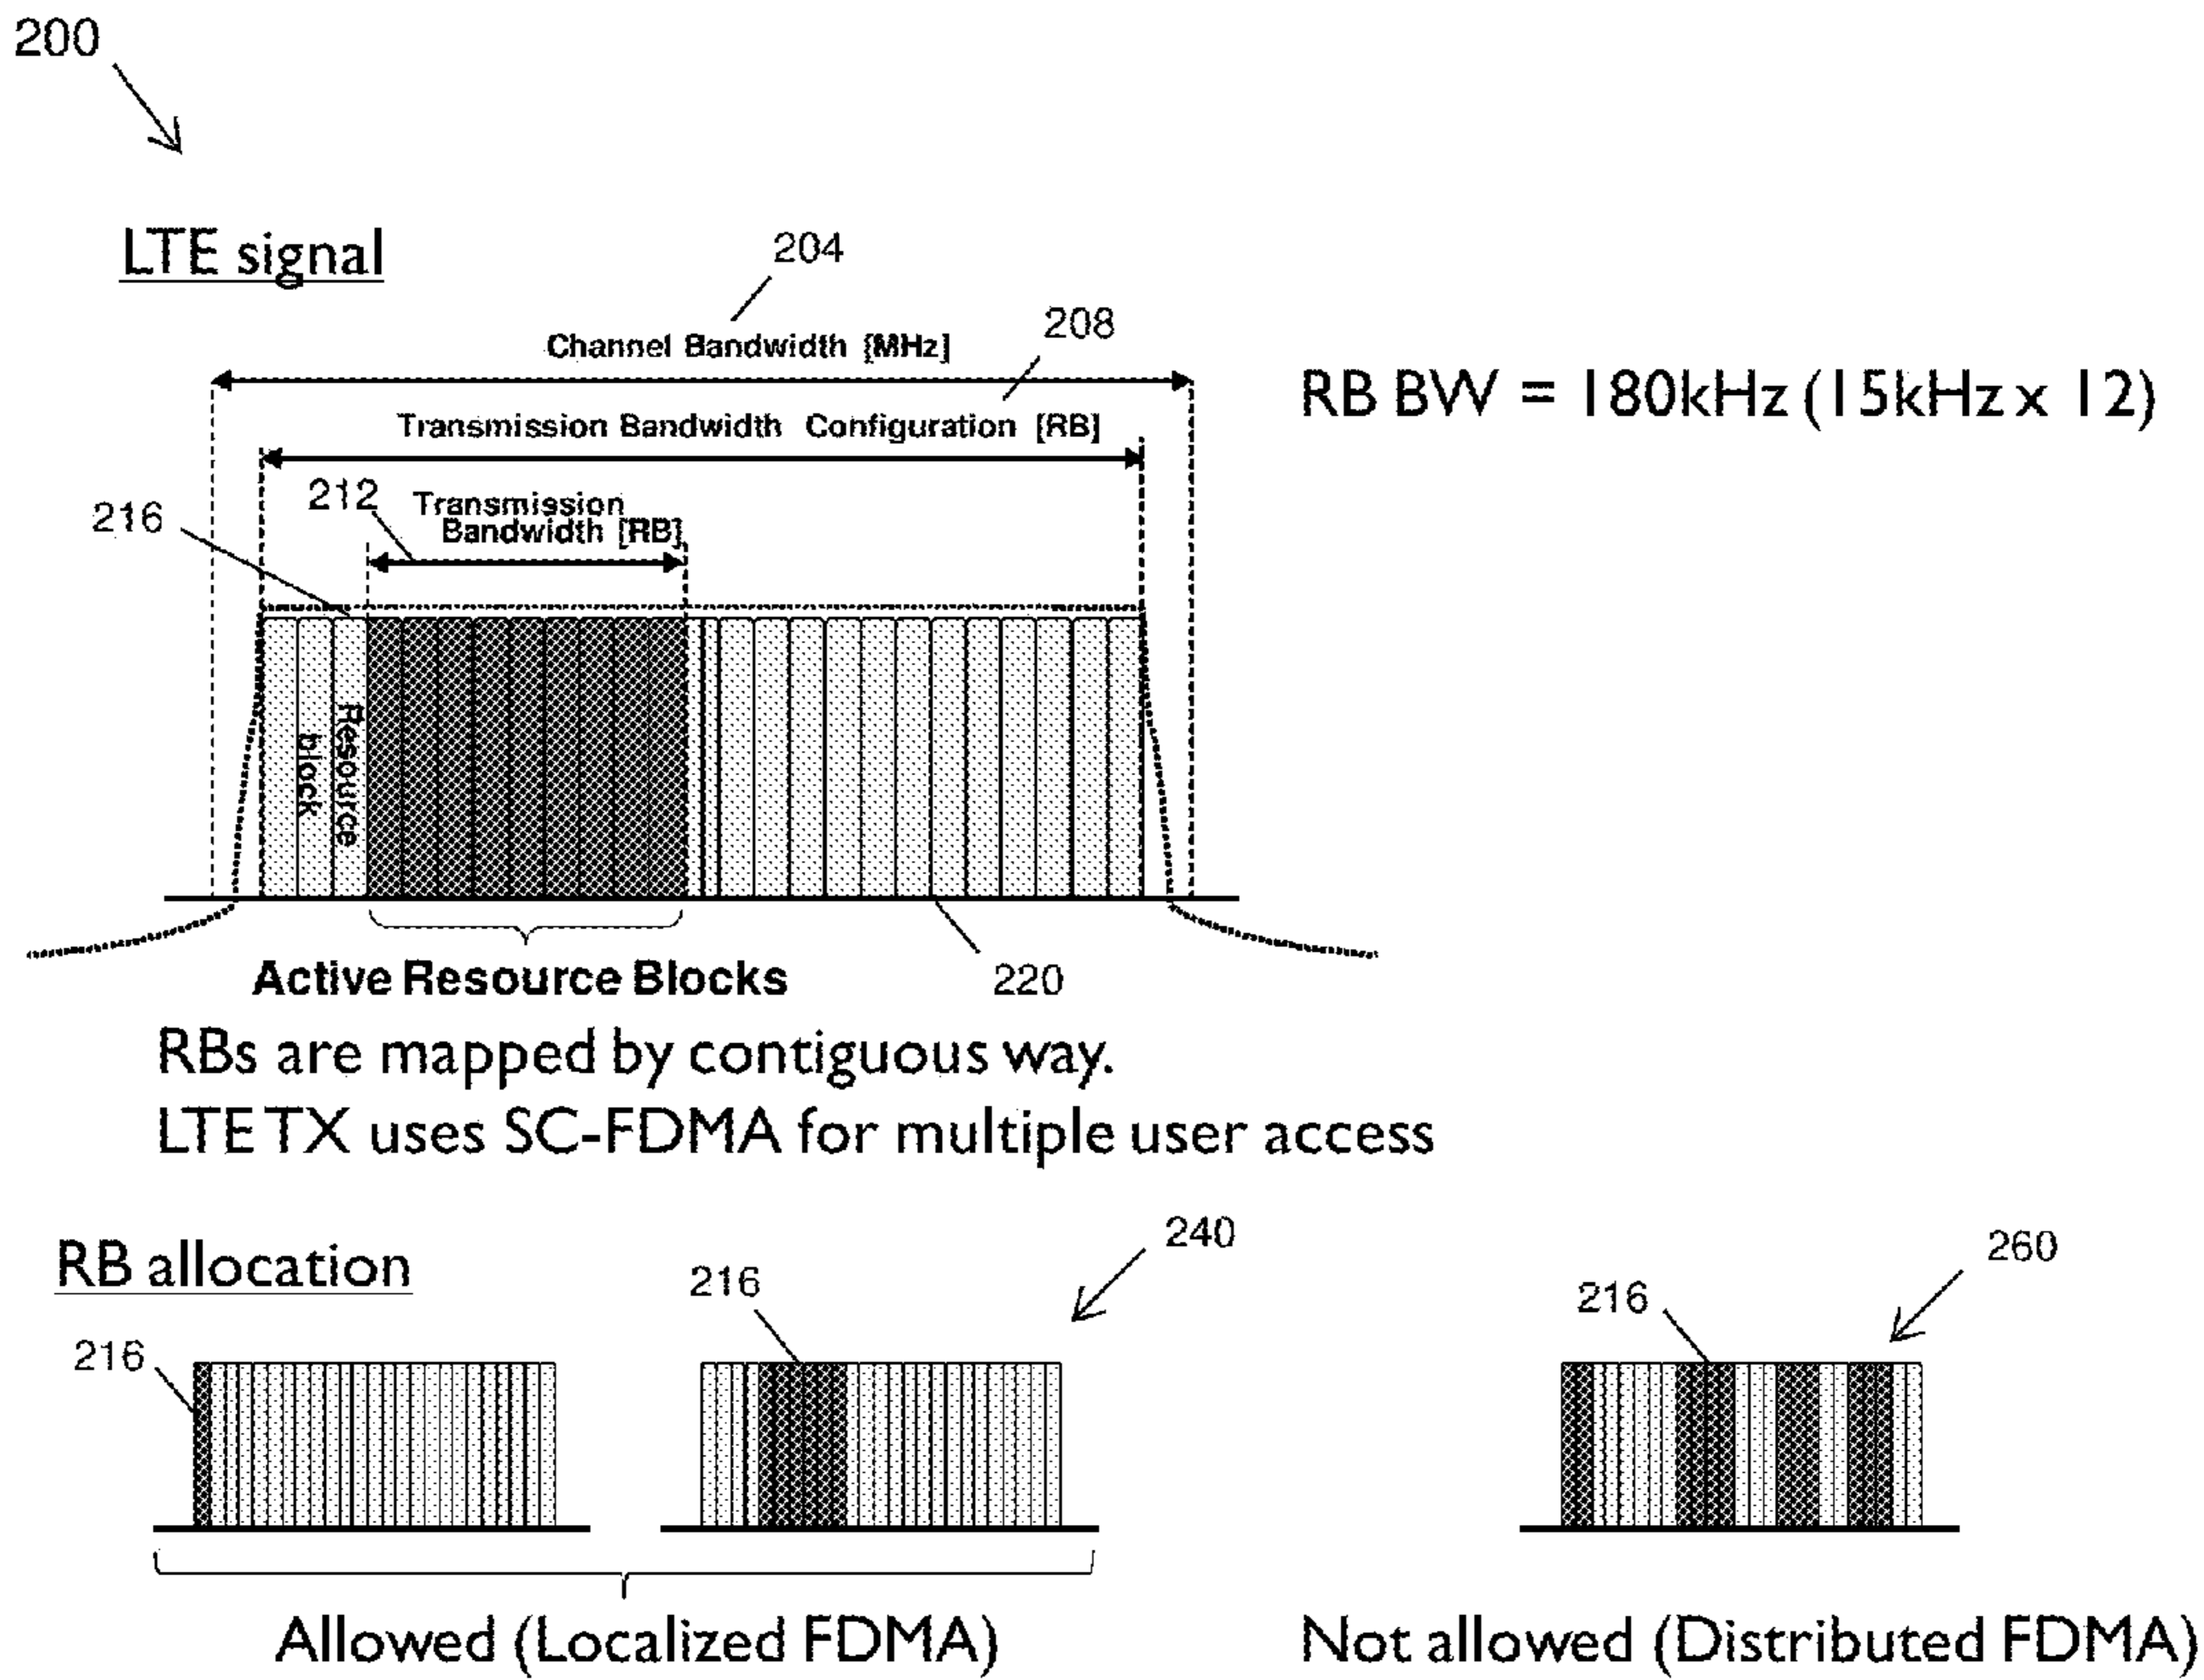 200
LTE signal
204
208
Channel Bandwidth [MHz]
RB BW = 180kHz (15kHz x 12)
Transmission Bandwidth Configuration [RB]
212
Transmission
Bandwidth [RB]
216
Resource
block
Active Resource Blocks
220
RBs are mapped by contiguous way.
LTE TX uses SC-FDMA for multiple user access
RB allocation
216
216
240
216
260
Allowed (Localized FDMA)
Not allowed (Distributed FDMA)